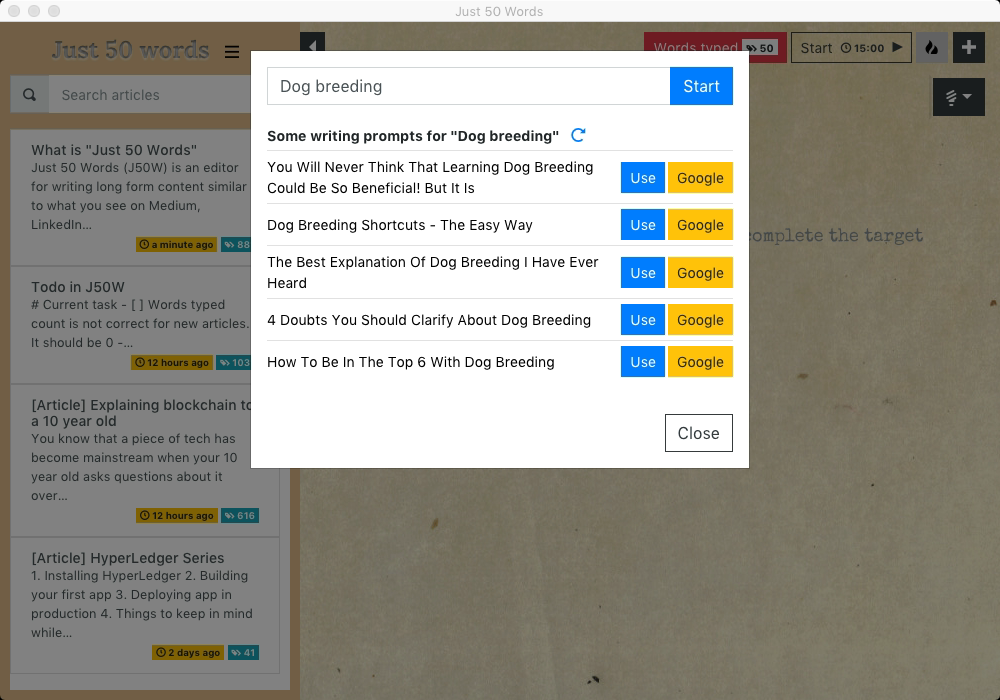 Just 50 Words
Just 50 words
Words typed 50
Start 15:00
Search articles
What is "Just 50 Words"
Just 50 Words (J50W) is an editor
for writing long form content similar
to what you see on Medium,
LinkedIn...
a minute ago 88
Todo in J50W
# Current task - [ ] Words typed
count is not correct for new articles.
It should be 0 -...
12 hours ago 103
[Article] Explaining blockchain to
a 10 year old
You know that a piece of tech has
become mainstream when your 10
year old asks questions about it
over...
12 hours ago 616
[Article] HyperLedger Series
1. Installing HyperLedger 2. Building
your first app 3. Deploying app in
production 4. Things to keep in mind
while...
2 days ago 41
complete the target
Dog breeding
Start
Some writing prompts for "Dog breeding"
You Will Never Think That Learning Dog Breeding
Could Be So Beneficial! But It Is
Use Google
Dog Breeding Shortcuts - The Easy Way
Use Google
The Best Explanation Of Dog Breeding I Have Ever
Heard
Use Google
4 Doubts You Should Clarify About Dog Breeding
Use Google
How To Be In The Top 6 With Dog Breeding
Use Google
Close